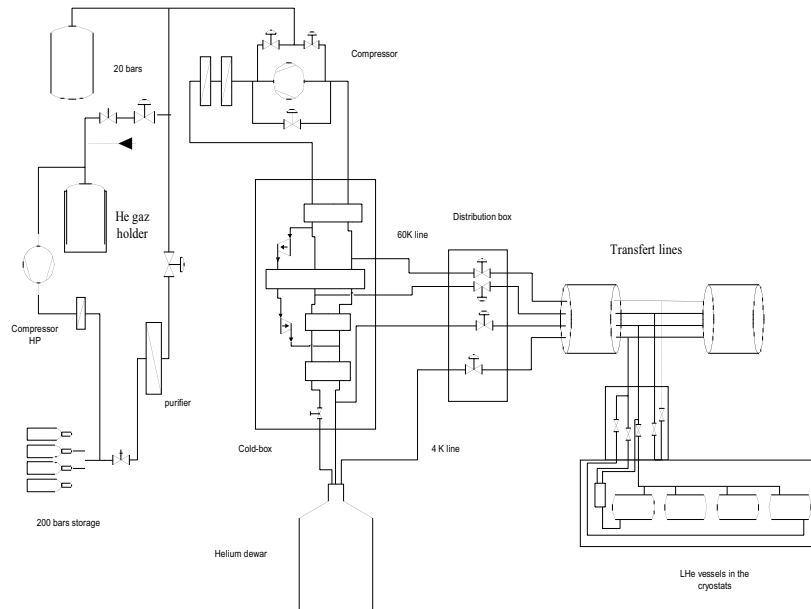 20 bars
Compressor
He gaz
holder
Distribution box
60K line
Transfert lines
Compressor
HP
purifier
Cold-box
4 K line
200 bars storage
Helium dewar
LHe vessels in the
cryostats